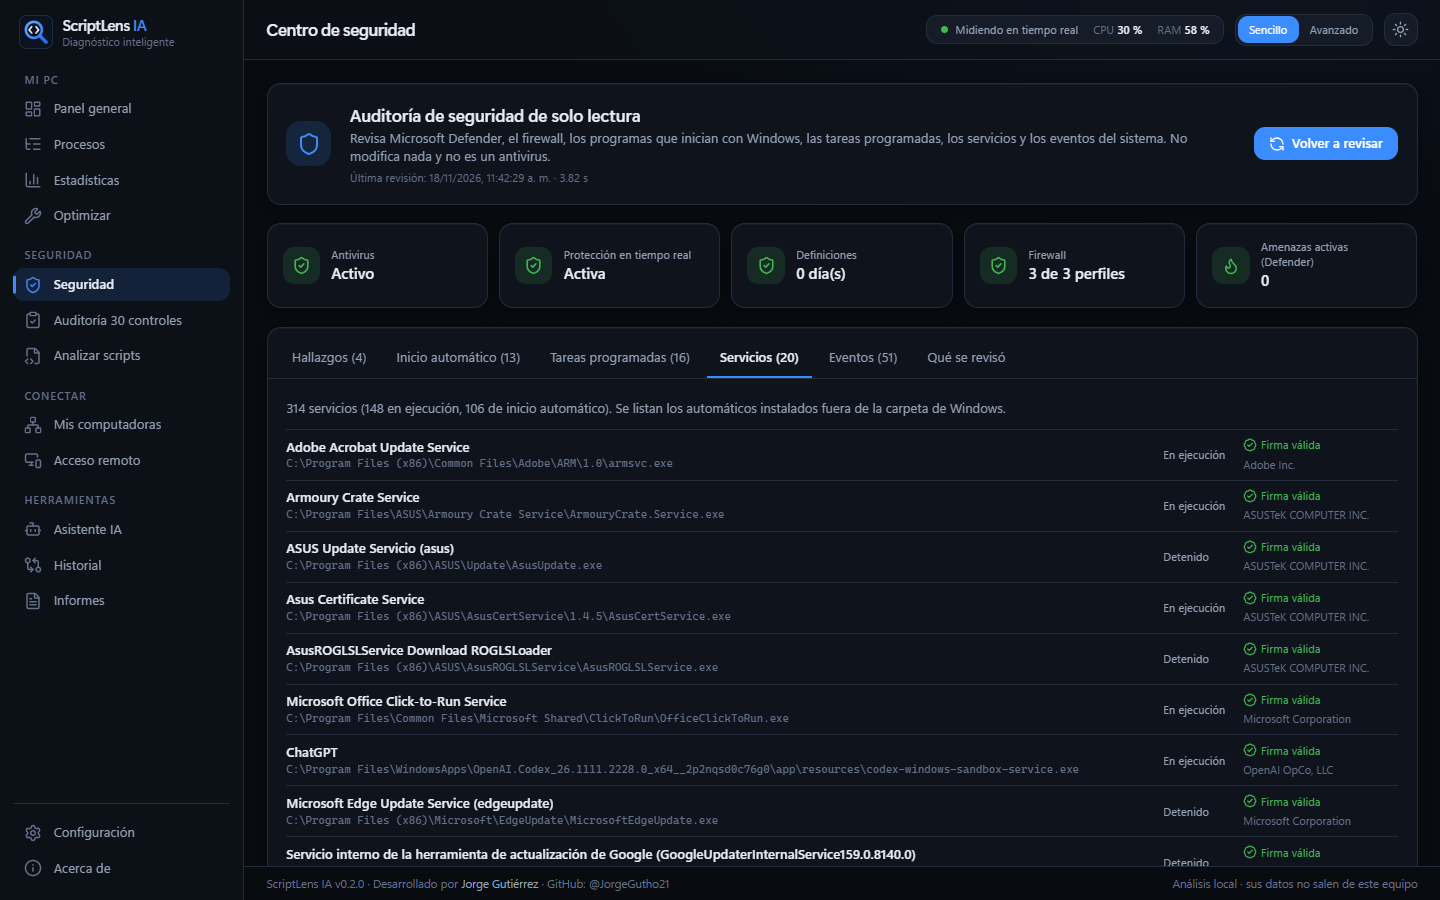 ScriptLens IA
Diagnóstico inteligente
MI PC
Panel general
Procesos
Estadísticas
Optimizar
SEGURIDAD
Seguridad
Auditoría 30 controles
Analizar scripts
CONECTAR
Mis computadoras
Acceso remoto
HERRAMIENTAS
Asistente IA
Historial
Informes
Configuración
Acerca de
Centro de seguridad
Midiendo en tiempo real CPU 30 % RAM 58 %
Sencillo Avanzado
Auditoría de seguridad de solo lectura
Revisa Microsoft Defender, el firewall, los programas que inician con Windows, las tareas programadas, los servicios y los eventos del sistema. No
modifica nada y no es un antivirus.
Última revisión: 18/11/2026, 11:42:29 a. m. · 3.82 s
Volver a revisar
Antivirus
Activo
Protección en tiempo real
Activa
Definiciones
0 día(s)
Firewall
3 de 3 perfiles
Amenazas activas
(Defender)
0
Hallazgos (4) Inicio automático (13) Tareas programadas (16) Servicios (20) Eventos (51) Qué se revisó
314 servicios (148 en ejecución, 106 de inicio automático). Se listan los automáticos instalados fuera de la carpeta de Windows.
Adobe Acrobat Update Service
C:\Program Files (x86)\Common Files\Adobe\ARM\1.0\armsvc.exe
En ejecución
Firma válida
Adobe Inc.
Armoury Crate Service
C:\Program Files\ASUS\Armoury Crate Service\ArmouryCrate.Service.exe
En ejecución
Firma válida
ASUSTeK COMPUTER INC.
ASUS Update Servicio (asus)
C:\Program Files (x86)\ASUS\Update\AsusUpdate.exe
Detenido
Firma válida
ASUSTeK COMPUTER INC.
Asus Certificate Service
C:\Program Files (x86)\ASUS\AsusCertService\1.4.5\AsusCertService.exe
En ejecución
Firma válida
ASUSTeK COMPUTER INC.
AsusROGLSLService Download ROGLSLoader
C:\Program Files (x86)\ASUS\AsusROGLSLService\AsusROGLSLService.exe
Detenido
Firma válida
ASUSTeK COMPUTER INC.
Microsoft Office Click-to-Run Service
C:\Program Files\Common Files\Microsoft Shared\ClickToRun\OfficeClickToRun.exe
En ejecución
Firma válida
Microsoft Corporation
ChatGPT
C:\Program Files\WindowsApps\OpenAI.Codex_26.1111.2228.0_x64__2p2nqsd0c76g0\app\resources\codex-windows-sandbox-service.exe
En ejecución
Firma válida
OpenAI OpCo, LLC
Microsoft Edge Update Service (edgeupdate)
C:\Program Files (x86)\Microsoft\EdgeUpdate\MicrosoftEdgeUpdate.exe
Detenido
Firma válida
Microsoft Corporation
Servicio interno de la herramienta de actualización de Google (GoogleUpdaterInternalService159.0.8140.0)
Detenido
Firma válida
ScriptLens IA v0.2.0 · Desarrollado por Jorge Gutiérrez · GitHub: @JorgeGutho21
Análisis local · sus datos no salen de este equipo